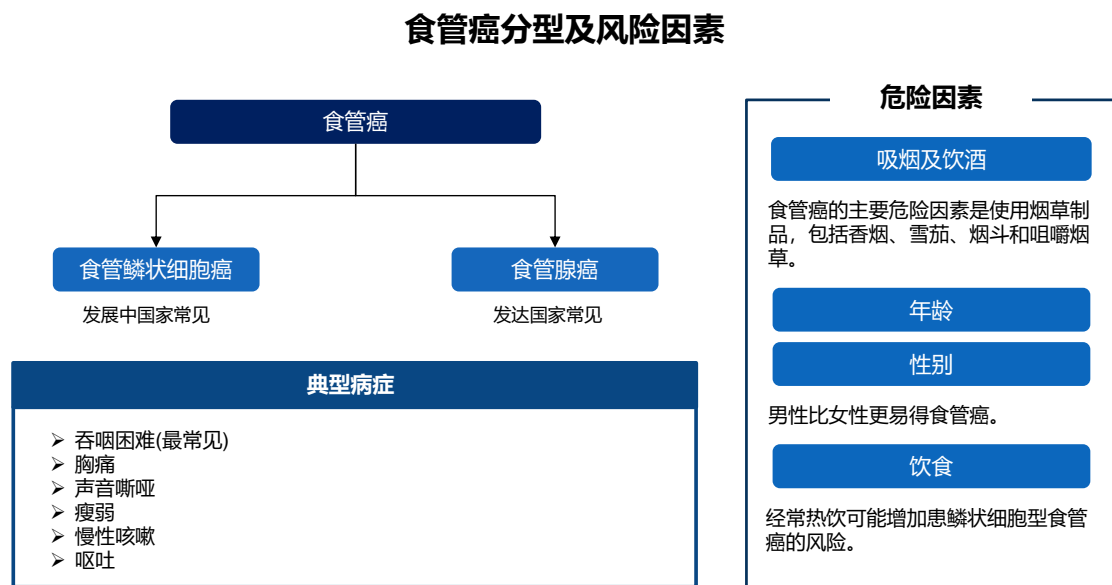 食管癌分型及风险因素
食管癌
食管鳞状细胞癌
食管腺癌
发展中国家常见
发达国家常见
典型病症
吞咽困难(最常见)
胸痛
声音嘶哑
瘦弱
慢性咳嗽
呕吐
危险因素
吸烟及饮酒
食管癌的主要危险因素是使用烟草制
品，包括香烟、雪茄、烟斗和咀嚼烟
草。
年龄
性别
男性比女性更易得食管癌。
饮食
经常热饮可能增加患鳞状细胞型食管
癌的风险。